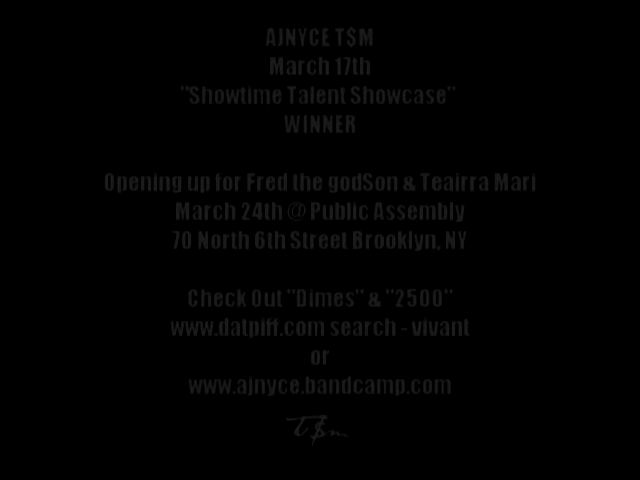 AJNYCE T$M
March 17th
"Showtime Talent Showcase"
WINNER
Opening up for Fred the godSon & Teairra Mari
March 24th @ Public Assembly
70 North 6th Street Brooklyn, NY
Check Out "Dimes" & "2500"
www.datpiff.com search - vivant
or
www.ajnyce.bandcamp.com
T$m